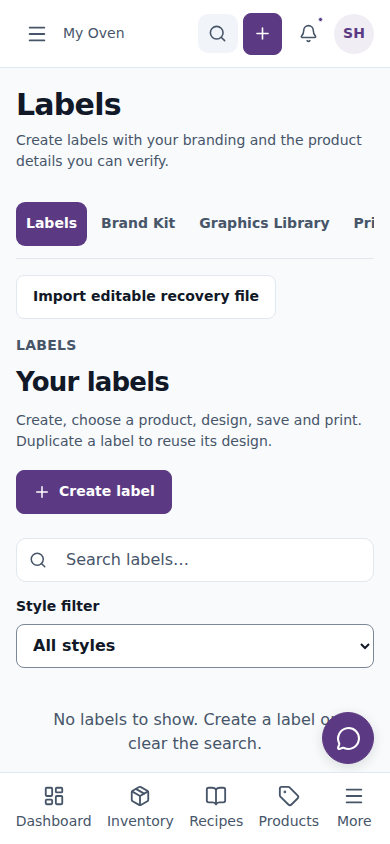 My Oven
SH
Labels
Create labels with your branding and the product
details you can verify.
Labels Brand Kit Graphics Library Pri
Import editable recovery file
LABELS
Your labels
Create, choose a product, design, save and print.
Duplicate a label to reuse its design.
Create label
Search labels...
Style filter
All styles
No labels to show. Create a label or
clear the search.
Dashboard Inventory Recipes Products More